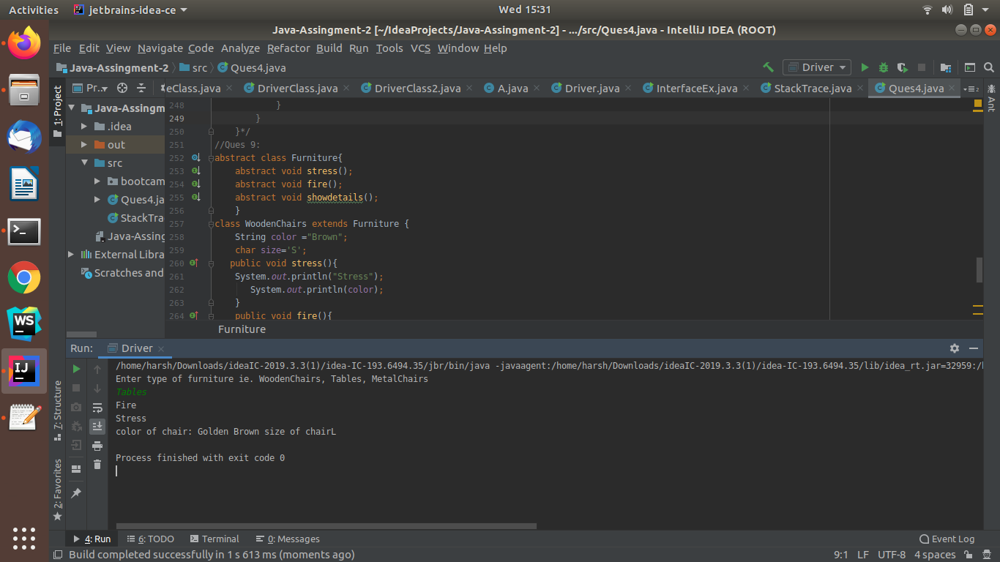 Activities jetbrains-idea-ce Wed 15:31
Java-Assingment-2 [~/IdeaProjects/Java-Assingment-2] - .../src/Ques4.java - IntelliJ IDEA (ROOT)
File Edit View Navigate Code Analyze Refactor Build Run Tools VCS Window Help
Java-Assingment-2 src Ques4.java Driver
1: Project
Pr...
eClass.java DriverClass.java DriverClass2.java A.java Driver.java InterfaceEx.java StackTrace.java Ques4.java
Ant
Java-Assingm
.idea
out
src
bootcam
Ques4.ja
StackTra
Java-Assing
External Libra
Scratches and
248 }
249 }
250 }*/
251 //Ques 9:
252 abstract class Furniture{
253 abstract void stress();
254 abstract void fire();
255 abstract void showdetails();
256 }
257 class WoodenChairs extends Furniture {
258 String color ="Brown";
259 char size='S';
260 public void stress(){
261 System.out.println("Stress");
262 System.out.println(color);
263 }
264 public void fire(){
Furniture
Run: Driver
/home/harsh/Downloads/ideaIC-2019.3.3(1)/idea-IC-193.6494.35/jbr/bin/java -javaagent:/home/harsh/Downloads/ideaIC-2019.3.3(1)/idea-IC-193.6494.35/lib/idea_rt.jar=32959:/
Enter type of furniture ie. WoodenChairs, Tables, MetalChairs
Tables
Fire
Stress
color of chair: Golden Brown size of chairL
Process finished with exit code 0
7: Structure
2: Favorites
4: Run 6: TODO Terminal 0: Messages Event Log
Build completed successfully in 1 s 613 ms (moments ago) 9:1 LF UTF-8 4 spaces
WS
IJ